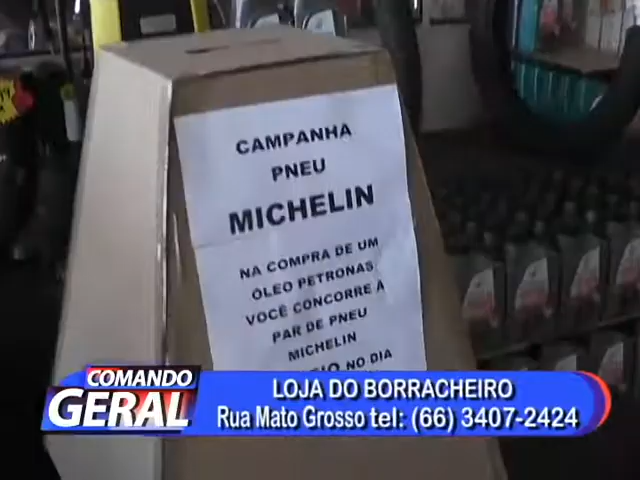 CAMPANHA
PNEU
MICHELIN
NA COMPRA DE UM
ÓLEO PETRONAS
VOCÊ CONCORRE Á
PAR DE PNEU
MICHELIN
NO DIA
COMANDO
GERAL
LOJA DO BORRACHEIRO
Rua Mato Grosso tel: (66) 3407-2424